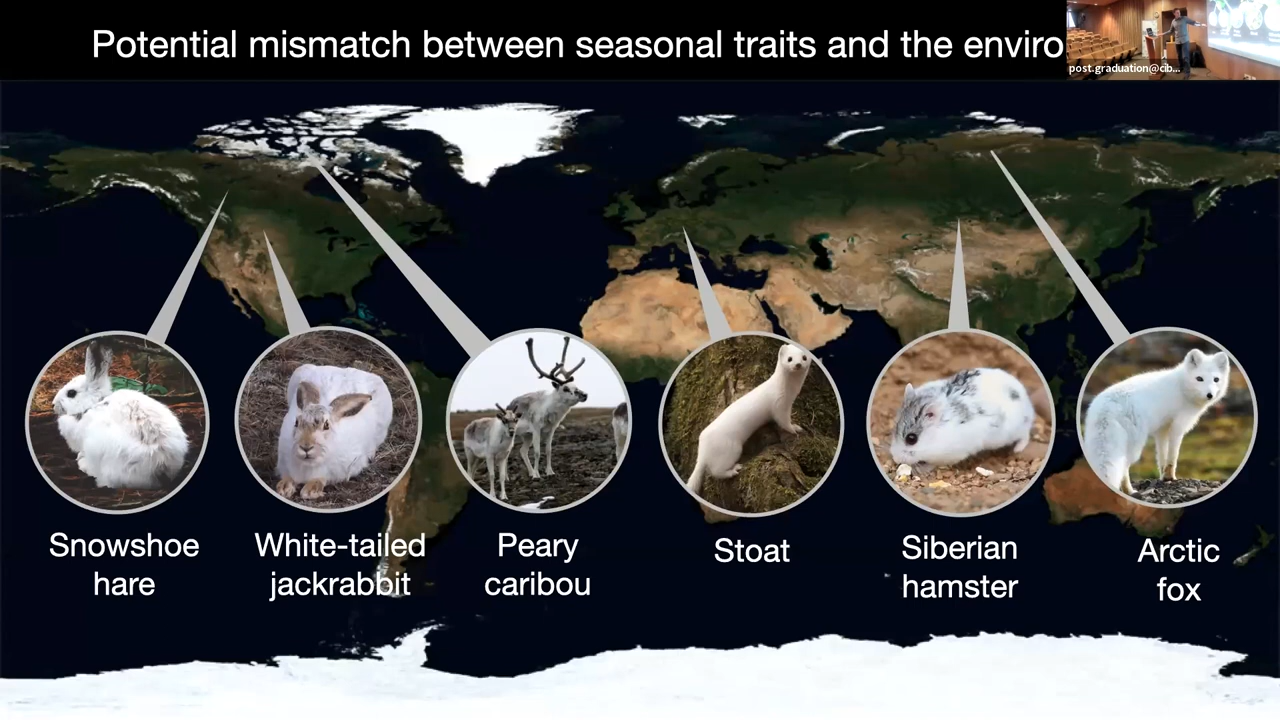 Potential mismatch between seasonal traits and the enviro
post.graduation@cib...
Snowshoe
hare
White-tailed
jackrabbit
Peary
caribou
Stoat
Siberian
hamster
Arctic
fox